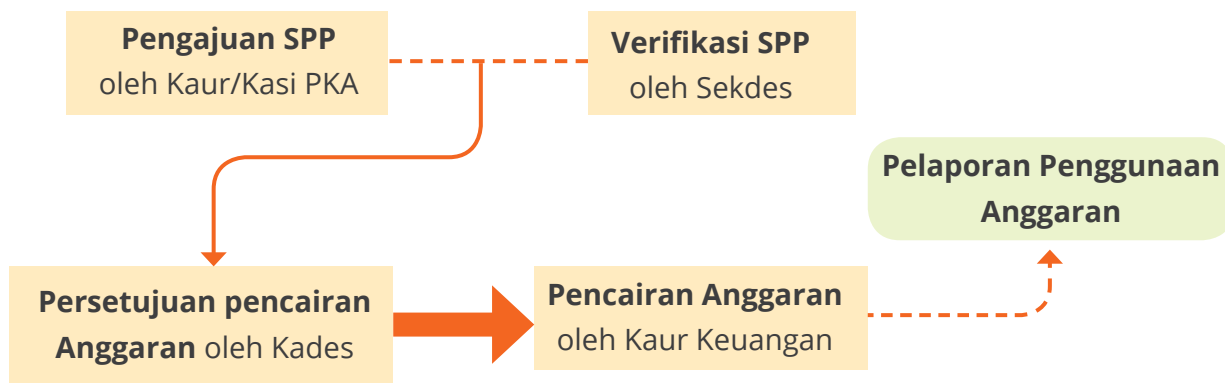 Pengajuan SPP
oleh Kaur/Kasi PKA
Verifikasi SPP
oleh Sekdes
Pelaporan Penggunaan
Anggaran
Persetujuan pencairan
Anggaran oleh Kades
Pencairan Anggaran
oleh Kaur Keuangan